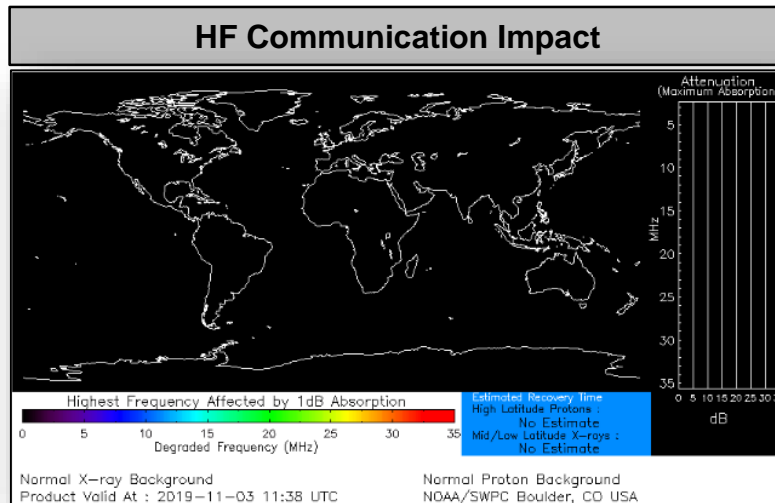 HF Communication Impact
Attenuation
(Maximum Absorption)
5
10
15
20
25
30
35
MHz
0 5 10 15 20 25 30
dB
Highest Frequency Affected by 1dB Absorption
0 5 10 15 20 25 30 35
Degraded Frequency (MHz)
Estimated Recovery Time
High Latitude Protons :
No Estimate
Mid/Low Latitude X-rays :
No Estimate
Normal X-ray Background
Product Valid At : 2019-11-03 11:38 UTC
Normal Proton Background
NOAA/SWPC Boulder, CO USA